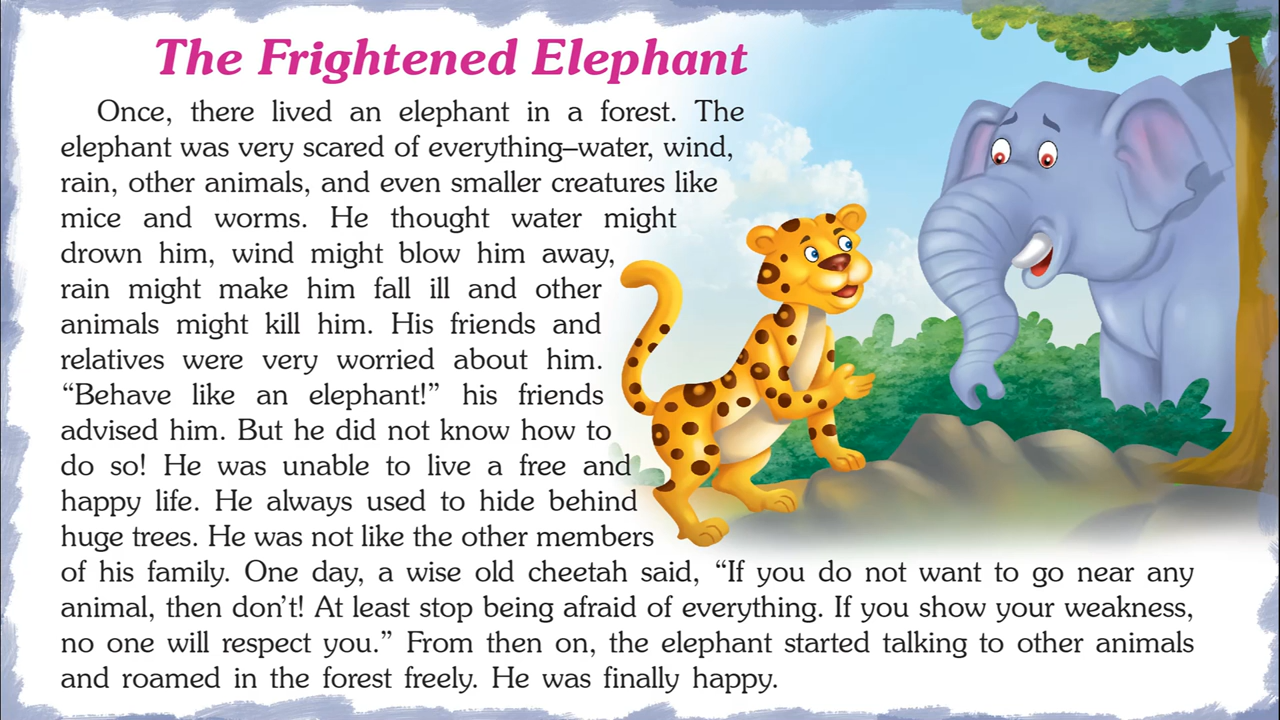 The Frightened Elephant
Once, there lived an elephant in a forest. The
elephant was very scared of everything–water, wind,
rain, other animals, and even smaller creatures like
mice and worms. He thought water might
drown him, wind might blow him away,
rain might make him fall ill and other
animals might kill him. His friends and
relatives were very worried about him.
“Behave like an elephant!” his friends
advised him. But he did not know how to
do so! He was unable to live a free and
happy life. He always used to hide behind
huge trees. He was not like the other members
of his family. One day, a wise old cheetah said, “If you do not want to go near any
animal, then don’t! At least stop being afraid of everything. If you show your weakness,
no one will respect you.” From then on, the elephant started talking to other animals
and roamed in the forest freely. He was finally happy.